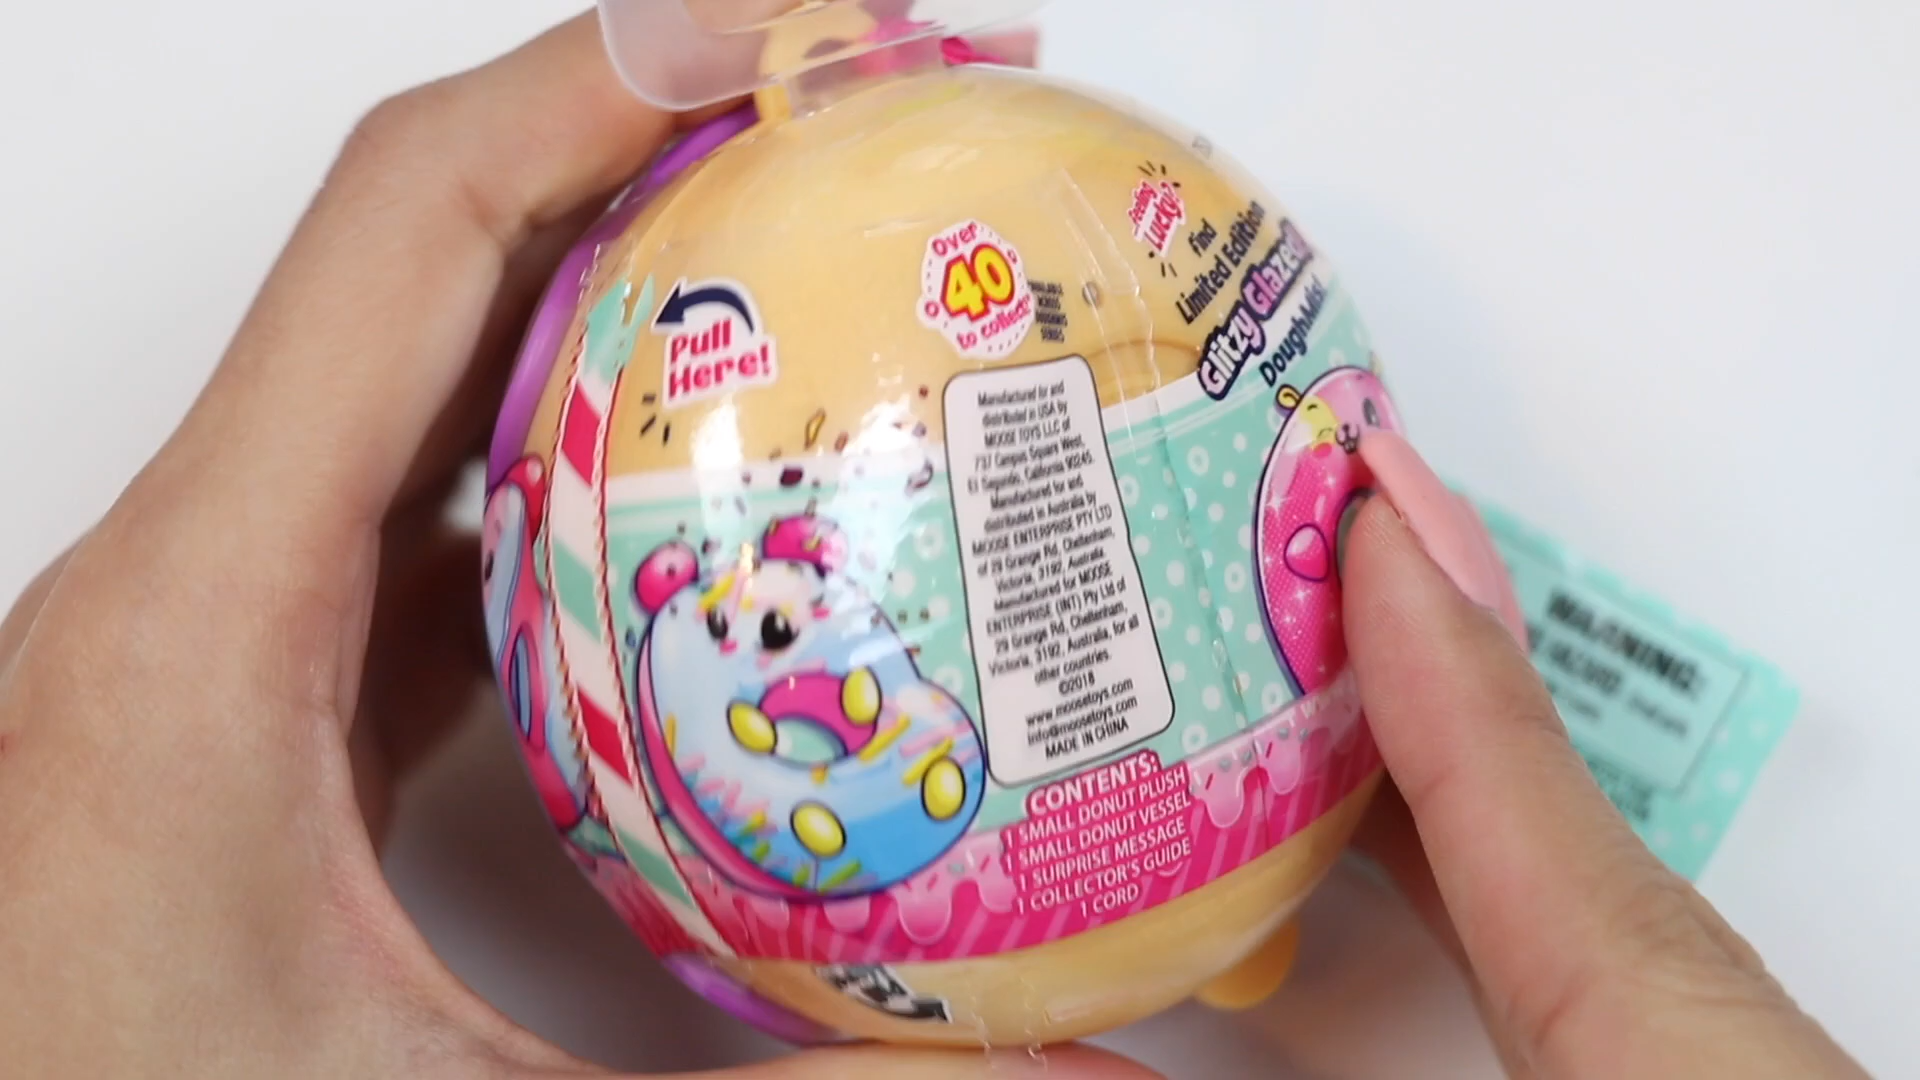 Pull
Here!
Over
40
to collect!
AVAILABLE
ACROSS
SERIES
Feeling
Lucky?
Find
Limited Edition
Glitzy Glazed
DoughMis!
Manufactured for and
distributed in USA by
MOOSE TOYS LLC of
737 Campus Square West,
El Segundo, California 90245.
Manufactured for and
distributed in Australia by
MOOSE ENTERPRISE PTY LTD
of 29 Grange Rd, Cheltenham,
Victoria, 3192, Australia.
Manufactured for MOOSE
ENTERPRISE (INT) Pty Ltd of
29 Grange Rd, Cheltenham,
Victoria, 3192, Australia, for all
other countries.
©2018
www.moosetoys.com
info@moosetoys.com
MADE IN CHINA
CONTENTS:
1 SMALL DONUT PLUSH
1 SMALL DONUT VESSEL
1 SURPRISE MESSAGE
1 COLLECTOR'S GUIDE
1 CORD
WARNING: